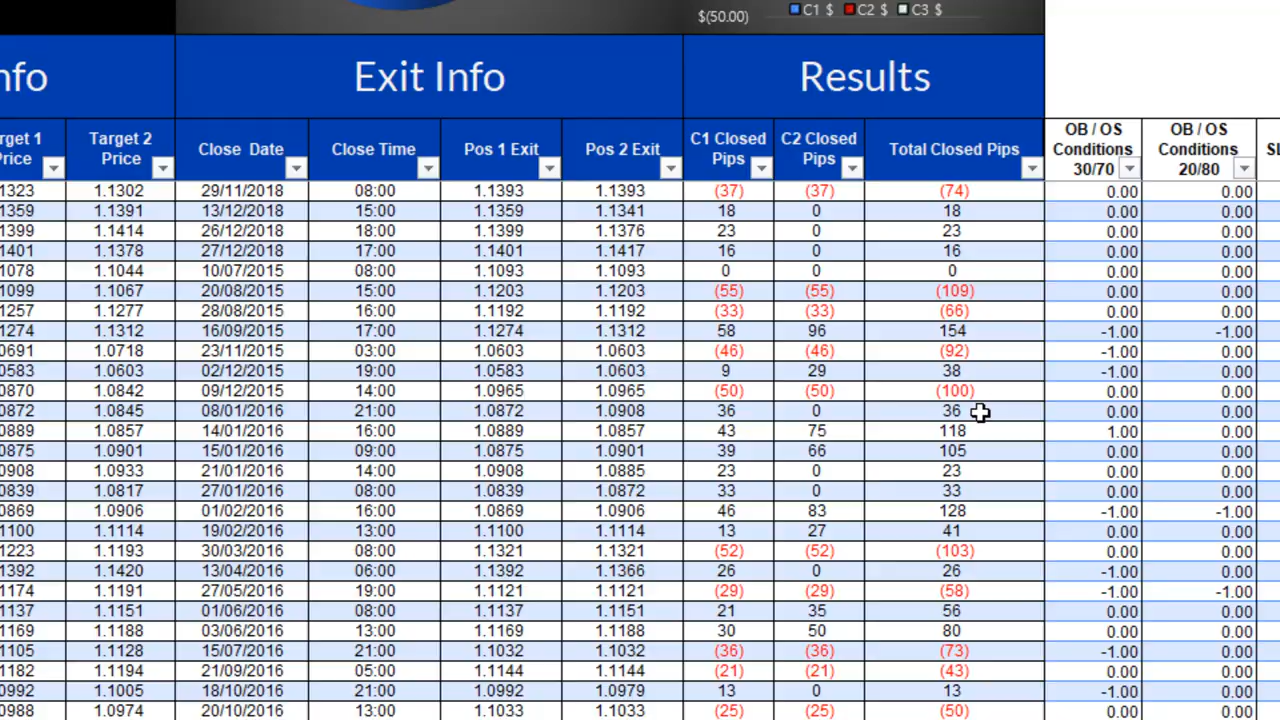 $(50.00) C1 $ C2 $ C3 $
nfo Exit Info Results
rget 1 Price Target 2 Price Close Date Close Time Pos 1 Exit Pos 2 Exit C1 Closed Pips C2 Closed Pips Total Closed Pips OB / OS Conditions 30/70 OB / OS Conditions 20/80 SL
1323 1.1302 29/11/2018 08:00 1.1393 1.1393 (37) (37) (74) 0.00 0.00
1359 1.1391 13/12/2018 15:00 1.1359 1.1341 18 0 18 0.00 0.00
1399 1.1414 26/12/2018 18:00 1.1399 1.1376 23 0 23 0.00 0.00
1401 1.1378 27/12/2018 17:00 1.1401 1.1417 16 0 16 0.00 0.00
1078 1.1044 10/07/2015 08:00 1.1093 1.1093 0 0 0 0.00 0.00
1099 1.1067 20/08/2015 15:00 1.1203 1.1203 (55) (55) (109) 0.00 0.00
1257 1.1277 28/08/2015 16:00 1.1192 1.1192 (33) (33) (66) 0.00 0.00
1274 1.1312 16/09/2015 17:00 1.1274 1.1312 58 96 154 -1.00 -1.00
0691 1.0718 23/11/2015 03:00 1.0603 1.0603 (46) (46) (92) -1.00 0.00
0583 1.0603 02/12/2015 19:00 1.0583 1.0603 9 29 38 -1.00 0.00
0870 1.0842 09/12/2015 14:00 1.0965 1.0965 (50) (50) (100) 0.00 0.00
0872 1.0845 08/01/2016 21:00 1.0872 1.0908 36 0 36 0.00 0.00
0889 1.0857 14/01/2016 16:00 1.0889 1.0857 43 75 118 1.00 0.00
0875 1.0901 15/01/2016 09:00 1.0875 1.0901 39 66 105 0.00 0.00
0908 1.0933 21/01/2016 14:00 1.0908 1.0885 23 0 23 0.00 0.00
0839 1.0817 27/01/2016 08:00 1.0839 1.0872 33 0 33 0.00 0.00
0869 1.0906 01/02/2016 16:00 1.0869 1.0906 46 83 128 -1.00 -1.00
1100 1.1114 19/02/2016 13:00 1.1100 1.1114 13 27 41 0.00 0.00
1223 1.1193 30/03/2016 08:00 1.1321 1.1321 (52) (52) (103) 0.00 0.00
1392 1.1420 13/04/2016 06:00 1.1392 1.1366 26 0 26 -1.00 0.00
1174 1.1191 27/05/2016 19:00 1.1121 1.1121 (29) (29) (58) -1.00 -1.00
1137 1.1151 01/06/2016 08:00 1.1137 1.1151 21 35 56 0.00 0.00
1169 1.1188 03/06/2016 13:00 1.1169 1.1188 30 50 80 0.00 0.00
1105 1.1128 15/07/2016 21:00 1.1032 1.1032 (36) (36) (73) -1.00 0.00
1182 1.1194 21/09/2016 05:00 1.1144 1.1144 (21) (21) (43) 0.00 0.00
0992 1.1005 18/10/2016 21:00 1.0992 1.0979 13 0 13 -1.00 0.00
0988 1.0974 20/10/2016 13:00 1.1033 1.1033 (25) (25) (50) 0.00 0.00